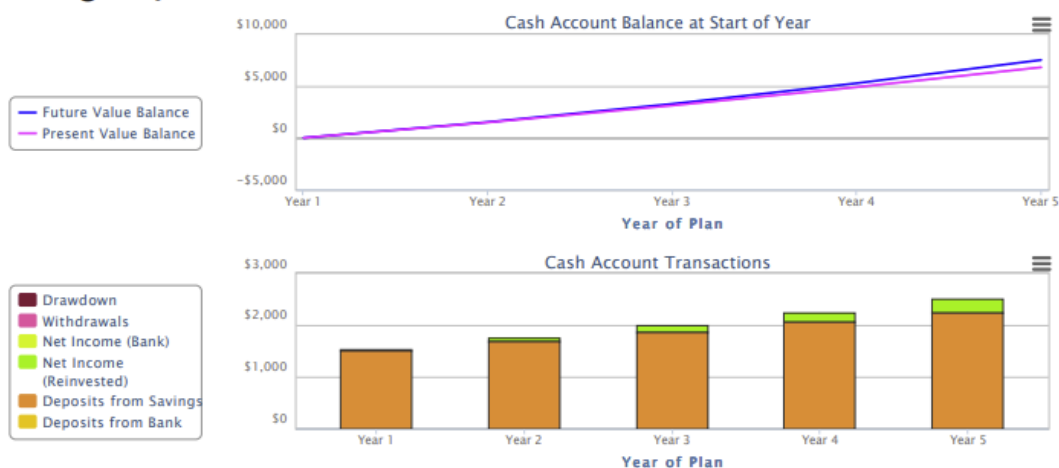 Cash Account Balance at Start of Year
$10,000
$5,000
$0
−$5,000
Future Value Balance
Present Value Balance
Year 1
Year 2
Year 3
Year 4
Year 5
Year of Plan
Cash Account Transactions
$3,000
$2,000
$1,000
$0
Drawdown
Withdrawals
Net Income (Bank)
Net Income
(Reinvested)
Deposits from Savings
Deposits from Bank
Year 1
Year 2
Year 3
Year 4
Year 5
Year of Plan